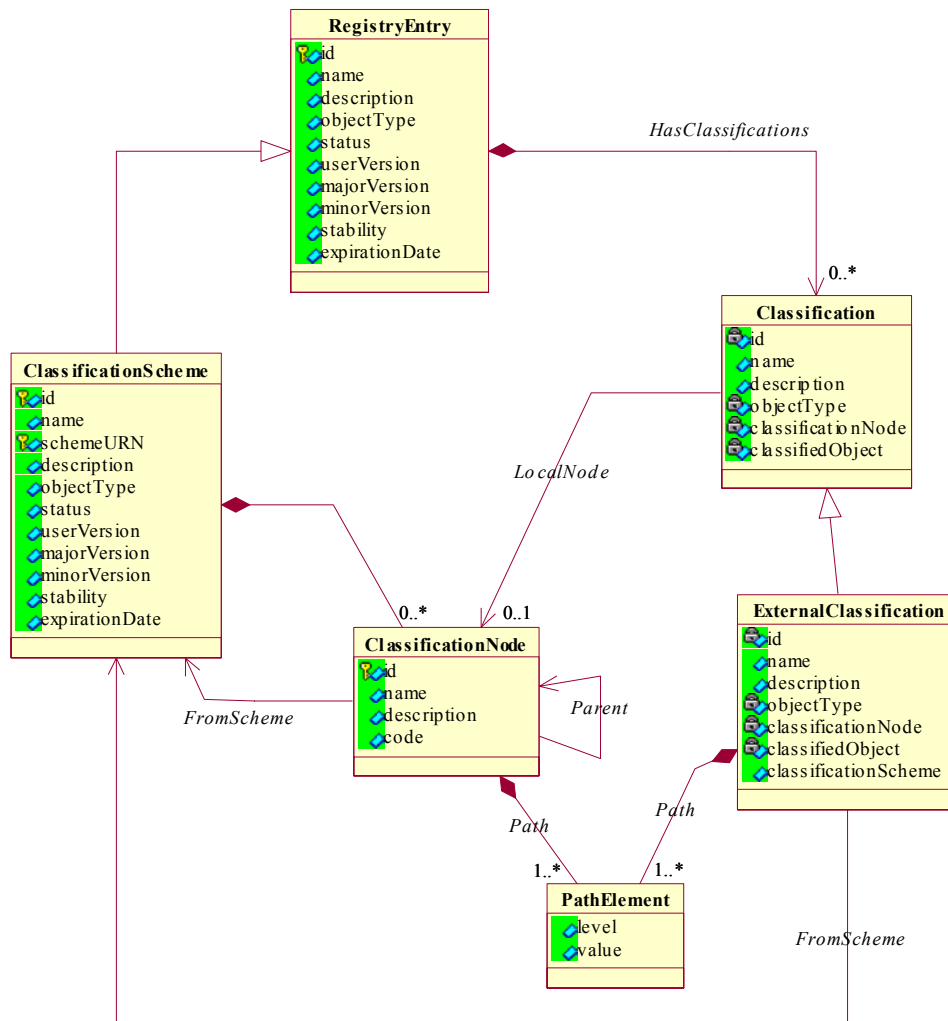 RegistryEntry
id
name
description
objectType
status
userVersion
majorVersion
minorVersion
stability
expirationDate
HasClassifications
0..*
Classification
id
name
description
objectType
classificationNode
classifiedObject
ClassificationScheme
id
name
schemeURN
description
objectType
status
userVersion
majorVersion
minorVersion
stability
expirationDate
LocalNode
0..*
0..1
ClassificationNode
id
name
description
code
FromScheme
Parent
ExternalClassification
id
name
description
objectType
classificationNode
classifiedObject
classificationScheme
Path
Path
1..*
1..*
PathElement
level
value
FromScheme